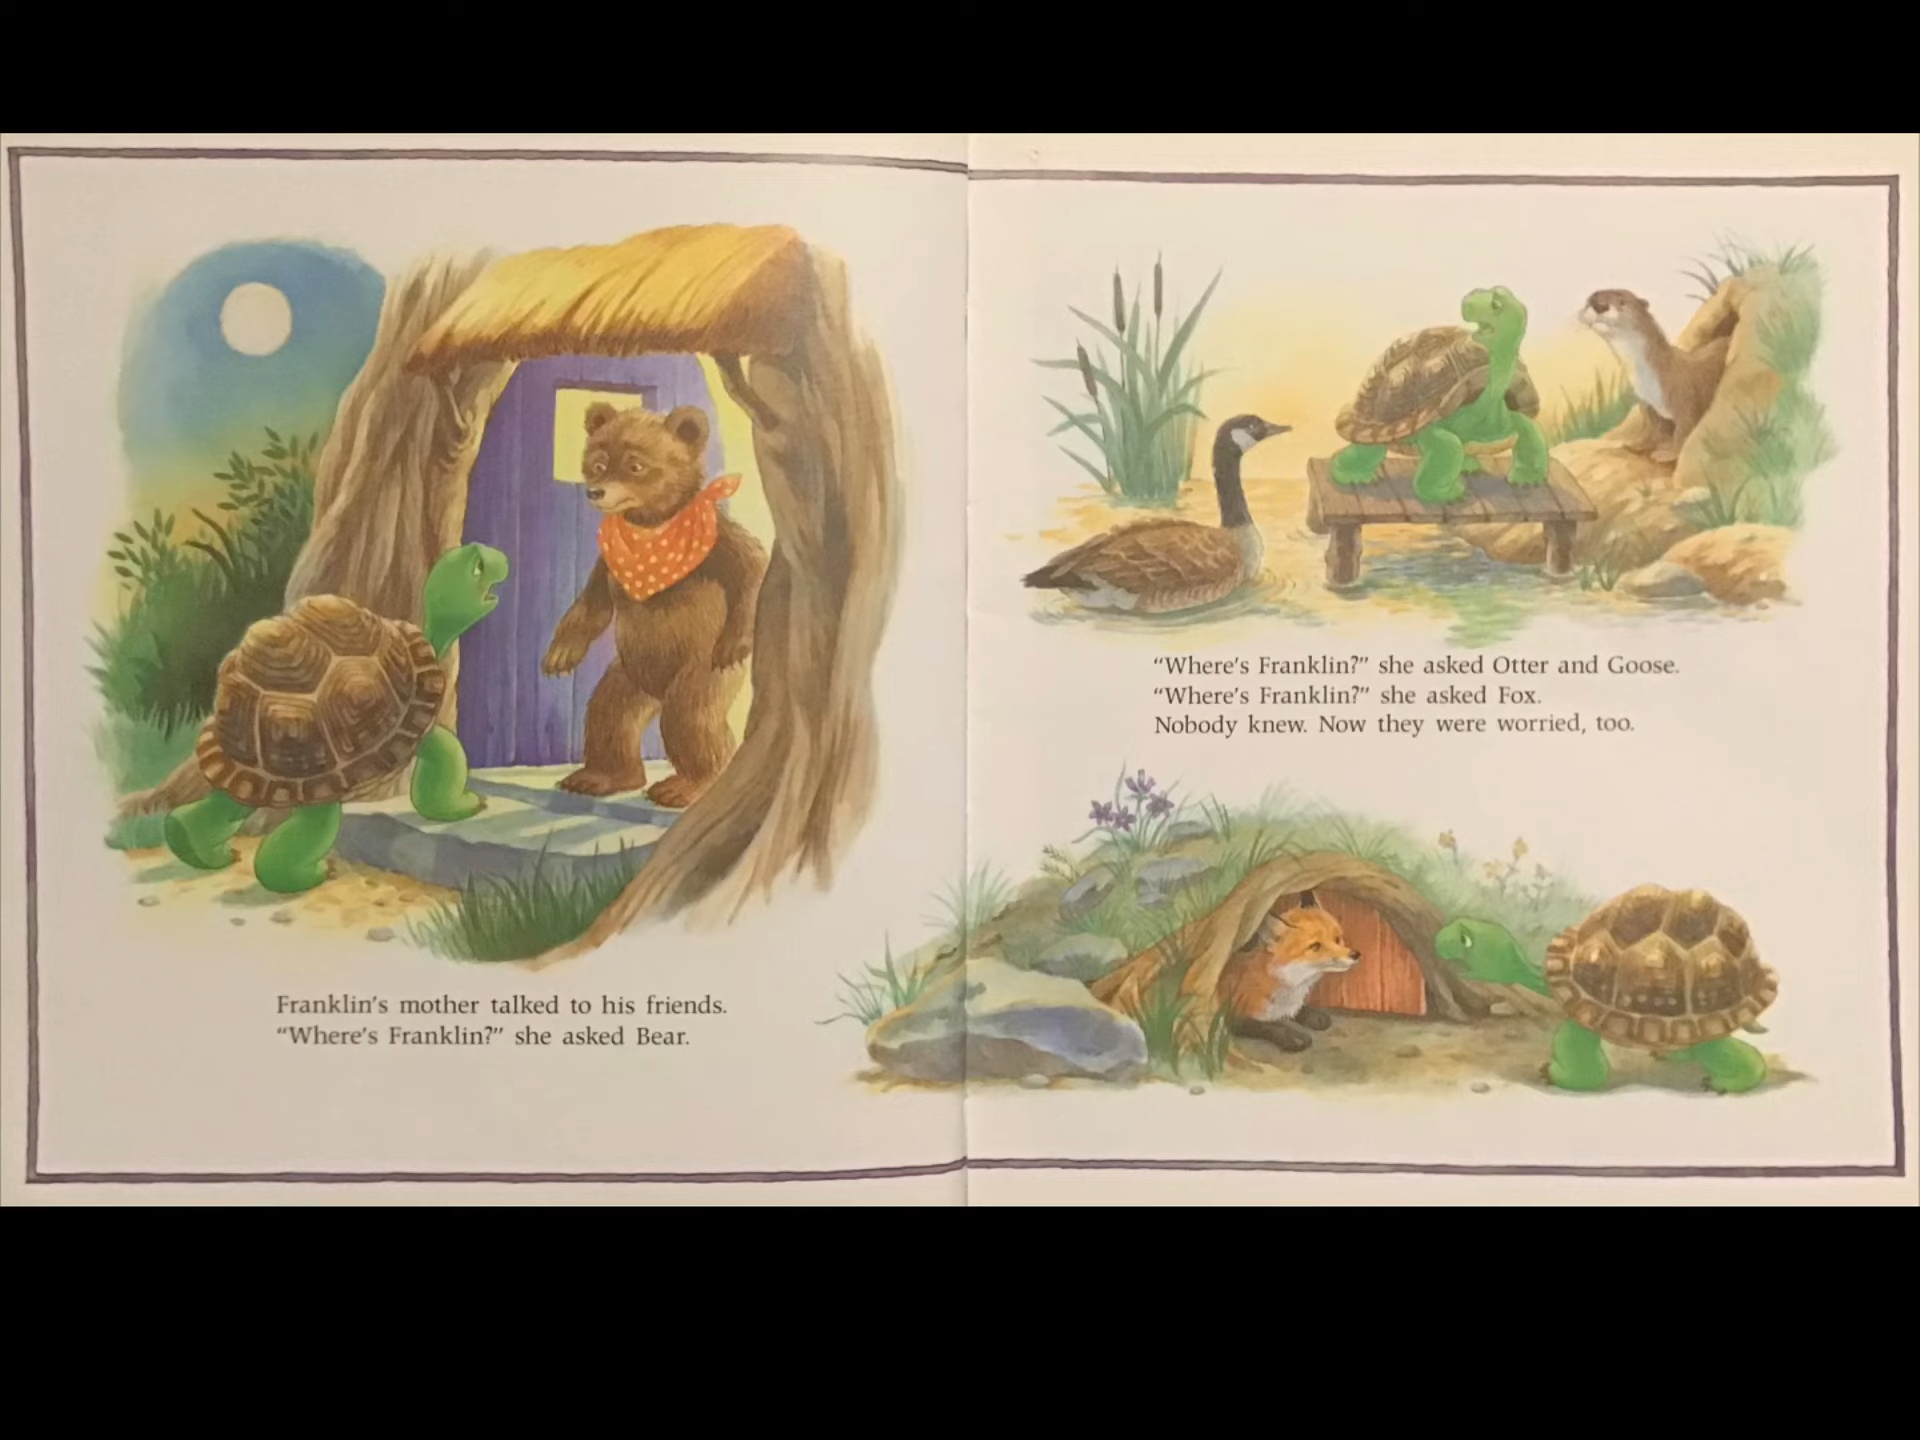 Franklin's mother talked to his friends.
“Where's Franklin?” she asked Bear.
“Where's Franklin?” she asked Otter and Goose.
“Where's Franklin?” she asked Fox.
Nobody knew. Now they were worried, too.